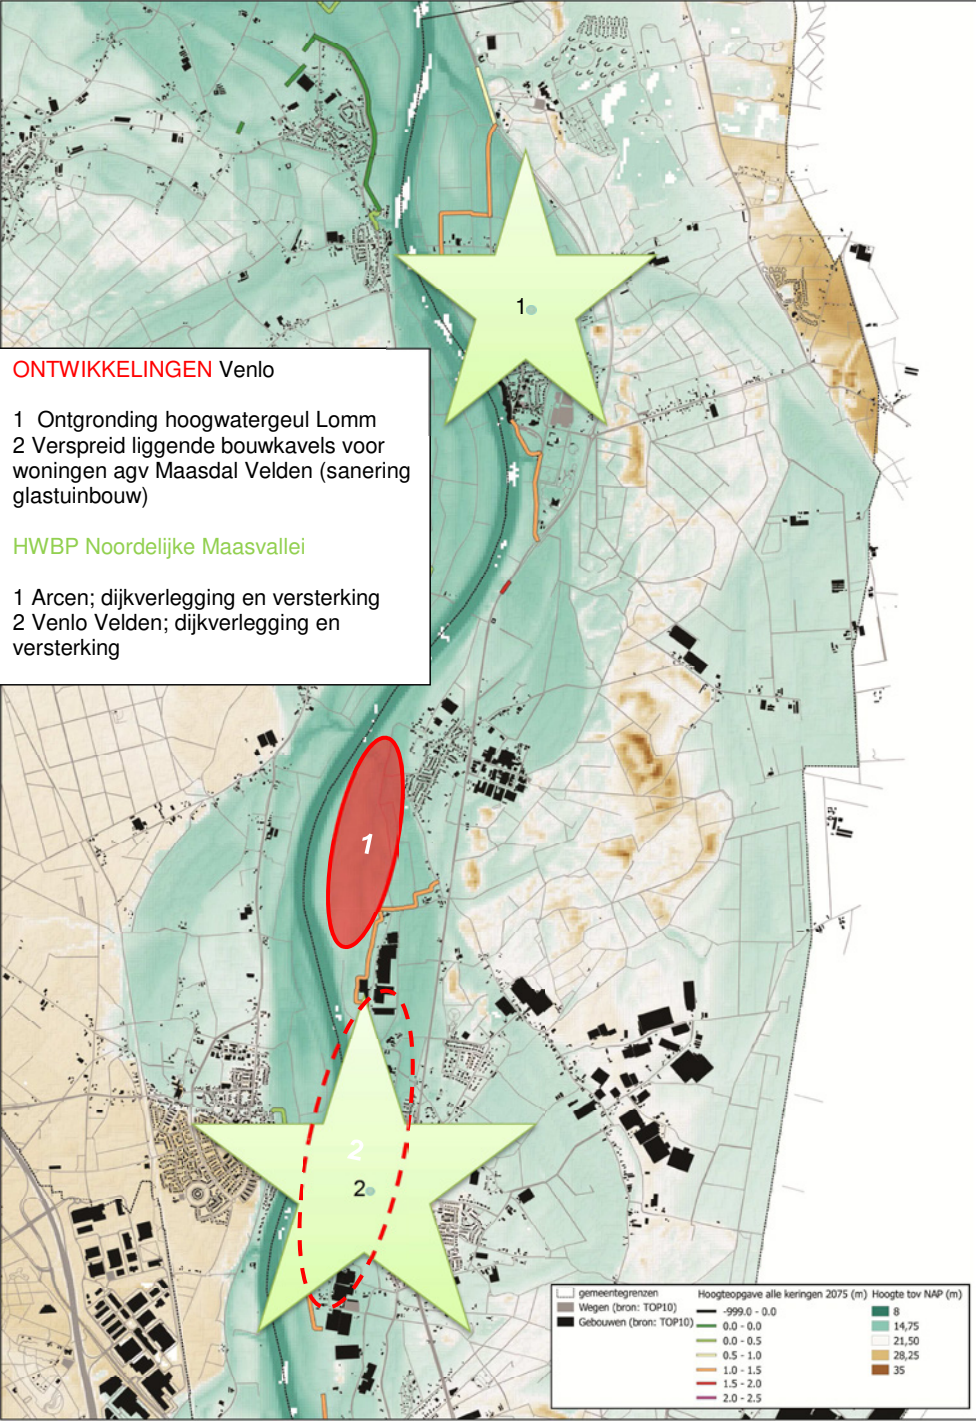 1
ONTWIKKELINGEN Venlo
1 Ontgronding hoogwatergeul Lomm
2 Verspreid liggende bouwkavels voor
woningen agv Maasdal Velden (sanering
glastuinbouw)
HWBP Noordelijke Maasvallei
1 Arcen; dijkverlegging en versterking
2 Venlo Velden; dijkverlegging en
versterking
1
2
2
gemeentegrenzen
Wegen (bron: TOP10)
Gebouwen (bron: TOP10)
Hoogteopgave alle keringen 2075 (m)
-999.0 - 0.0
0.0 - 0.0
0.0 - 0.5
0.5 - 1.0
1.0 - 1.5
1.5 - 2.0
2.0 - 2.5
Hoogte tov NAP (m)
8
14,75
21,50
28,25
35